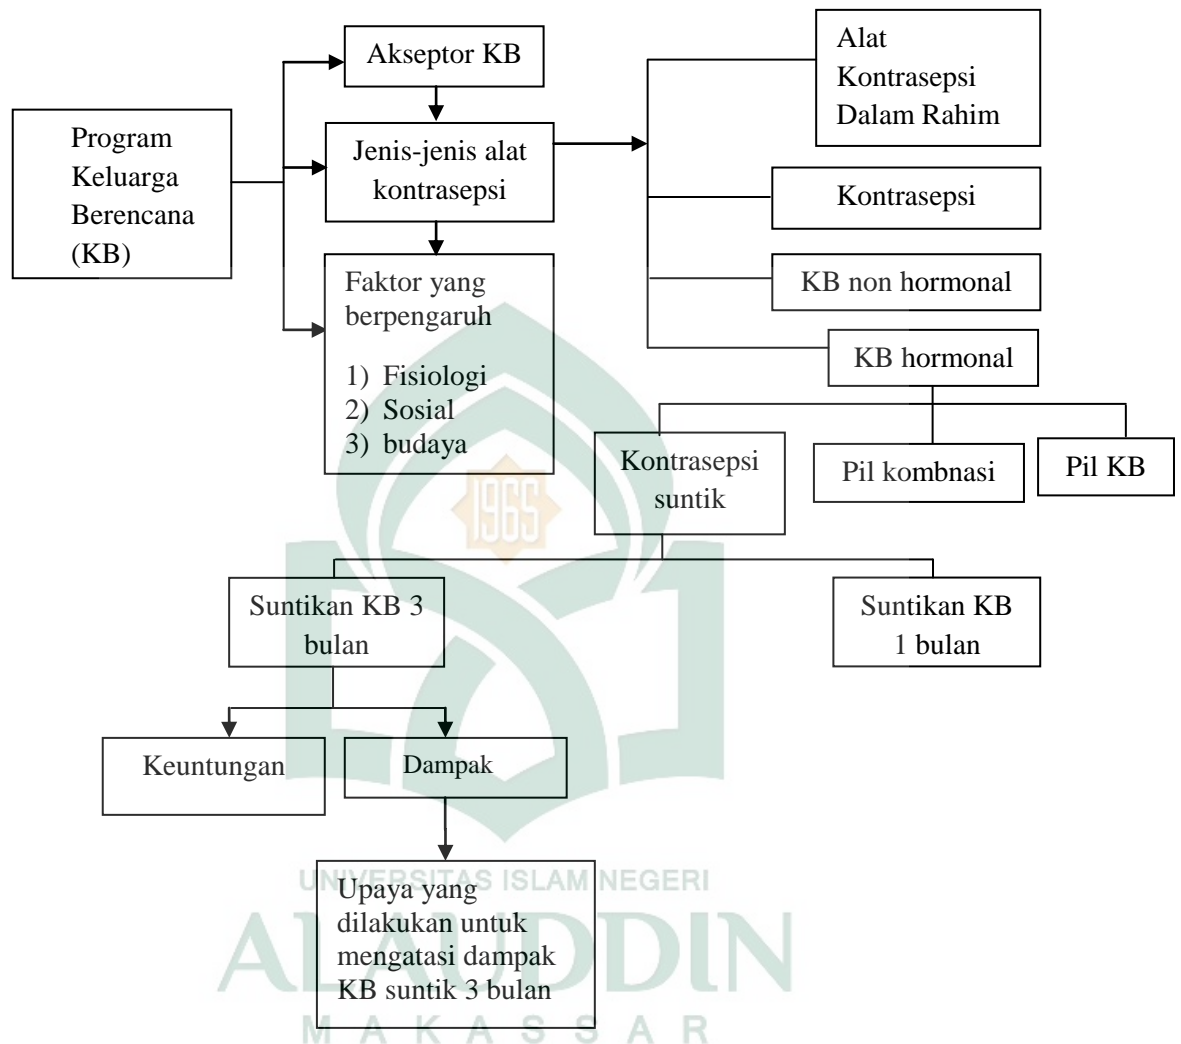 Akseptor KB
Alat
Kontrasepsi
Dalam Rahim
Program
Keluarga
Berencana
(KB)
Jenis-jenis alat
kontrasepsi
Kontrasepsi
Faktor yang
berpengaruh
1) Fisiologi
2) Sosial
3) budaya
KB non hormonal
KB hormonal
Kontrasepsi
suntik
Pil kombnasi
Pil KB
1965
Suntikan KB 3
bulan
Suntikan KB
1 bulan
Keuntungan
Dampak
Upaya yang
dilakukan untuk
mengatasi dampak
KB suntik 3 bulan
UNIVERSITAS ISLAM NEGERI
ALAUDDIN
MAKASSAR